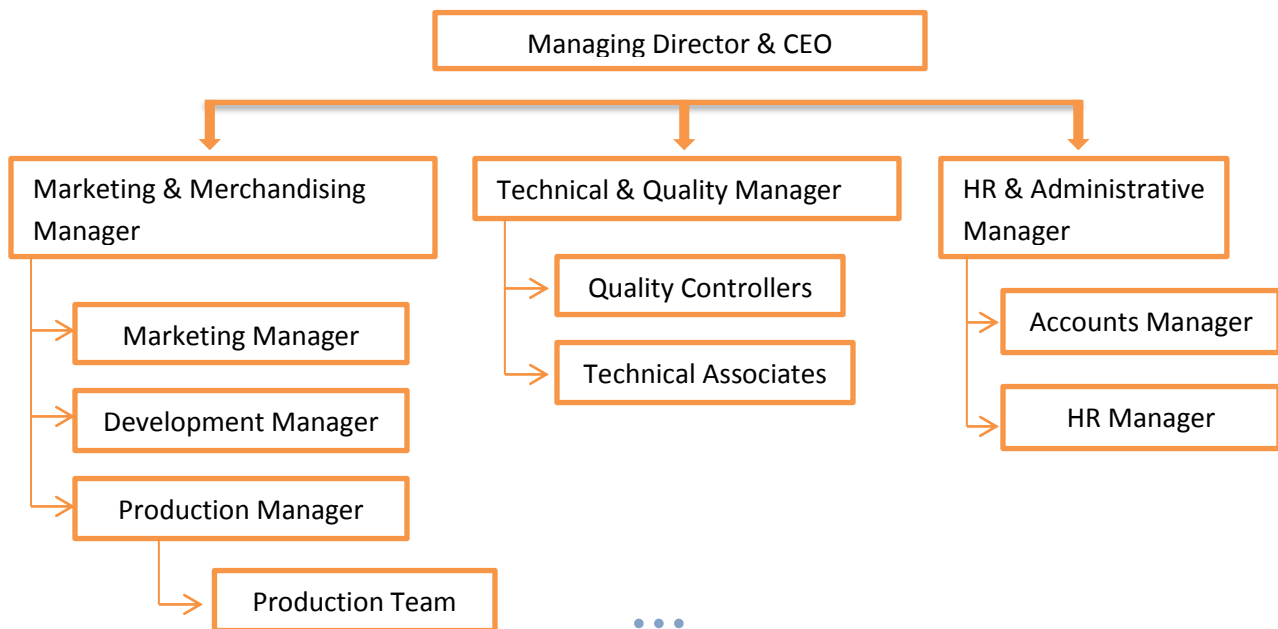 Managing Director & CEO
Marketing & Merchandising
Manager
Technical & Quality Manager
HR & Administrative
Manager
Marketing Manager
Development Manager
Production Manager
Production Team
Quality Controllers
Technical Associates
Accounts Manager
HR Manager